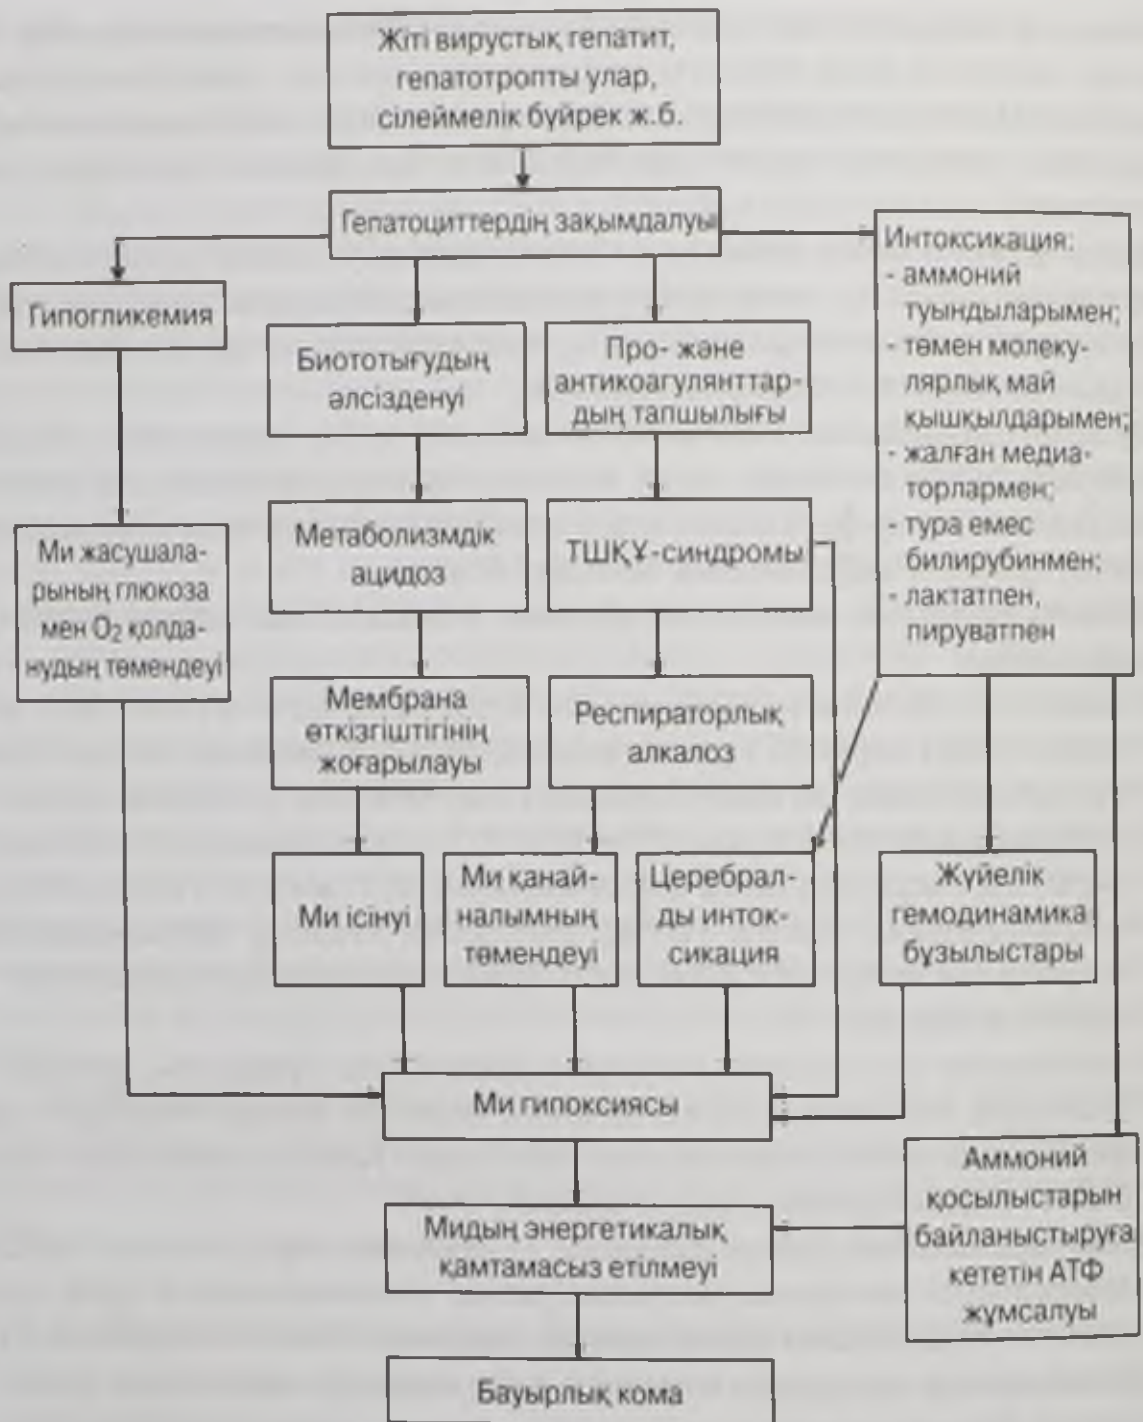 Жіті вирустық гепатит,
гепатотропты улар,
сілеймелік бүйрек ж.б.
Гепатоциттердің зақымдалуы
Гипогликемия
Биототығудың
әлсізденуі
Про- және
антикоагулянттар-
дың тапшылығы
Интоксикация:
- аммоний
туындыларымен;
- төмен молеку-
лярлық май
қышқылдарымен;
- жалған медиа-
торлармен;
- тура емес
билирубинмен;
- лактатпен,
пируватпен
Ми жасушала-
рының глюкоза
мен O₂ қолда-
нудың төмендеуі
Метаболизмдік
ацидоз
ТШҚҰ-синдромы
Мембрана
өткізгіштігінің
жоғарылауы
Респираторлық
алкалоз
Ми ісінуі
Ми қанай-
налымның
төмендеуі
Церебрал-
ды инток-
сикация
Жүйелік
гемодинамика
бұзылыстары
Ми гипоксиясы
Мидың энергетикалық
қамтамасыз етілмеуі
Аммоний
қосылыстарын
байланыстыруға
кететін АТФ
жұмсалуы
Бауырлық кома